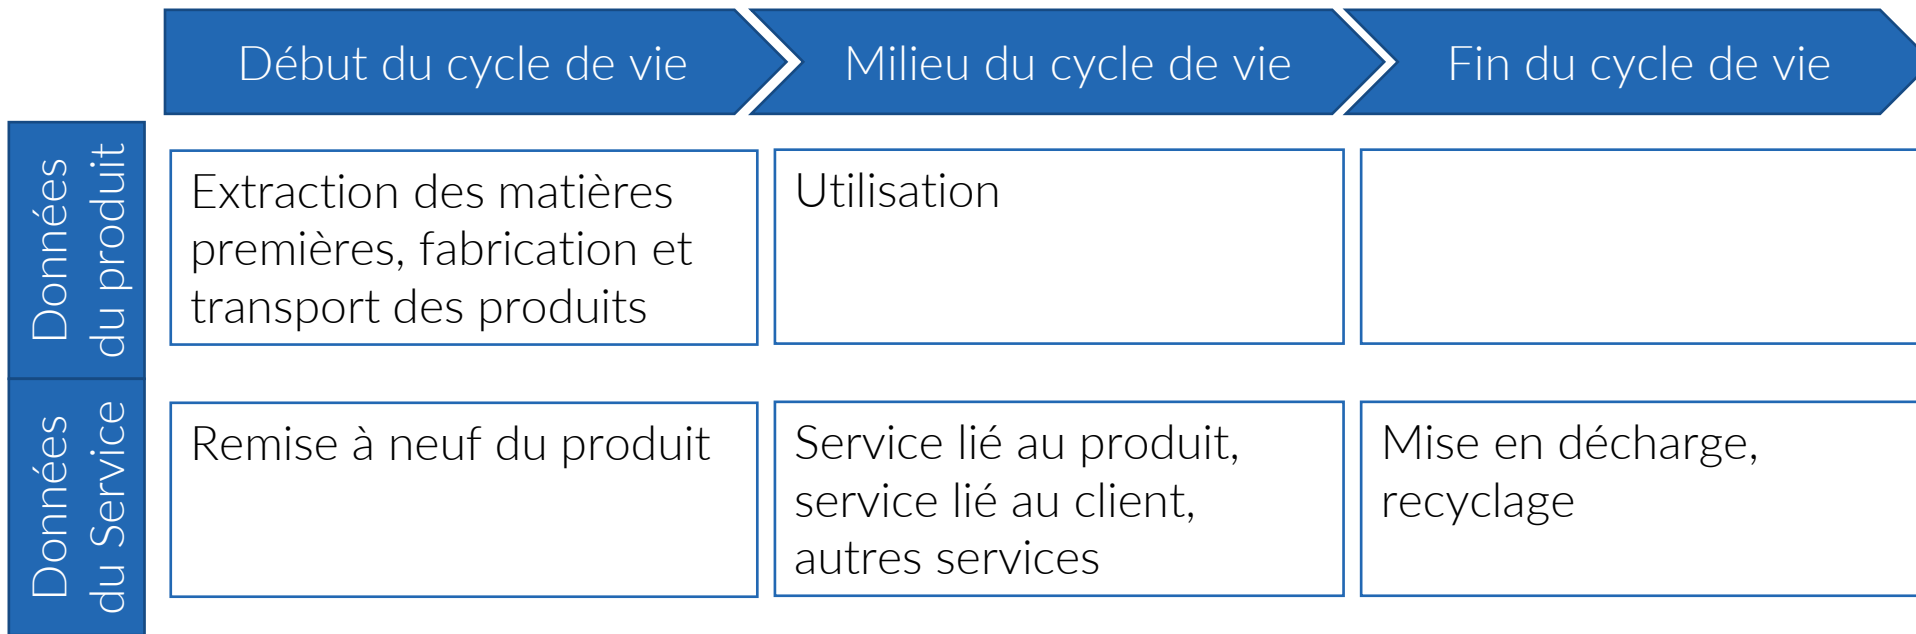 Début du cycle de vie
Milieu du cycle de vie
Fin du cycle de vie
Données
du produit
Extraction des matières
premières, fabrication et
transport des produits
Utilisation
Données
du Service
Remise à neuf du produit
Service lié au produit,
service lié au client,
autres services
Mise en décharge,
recyclage